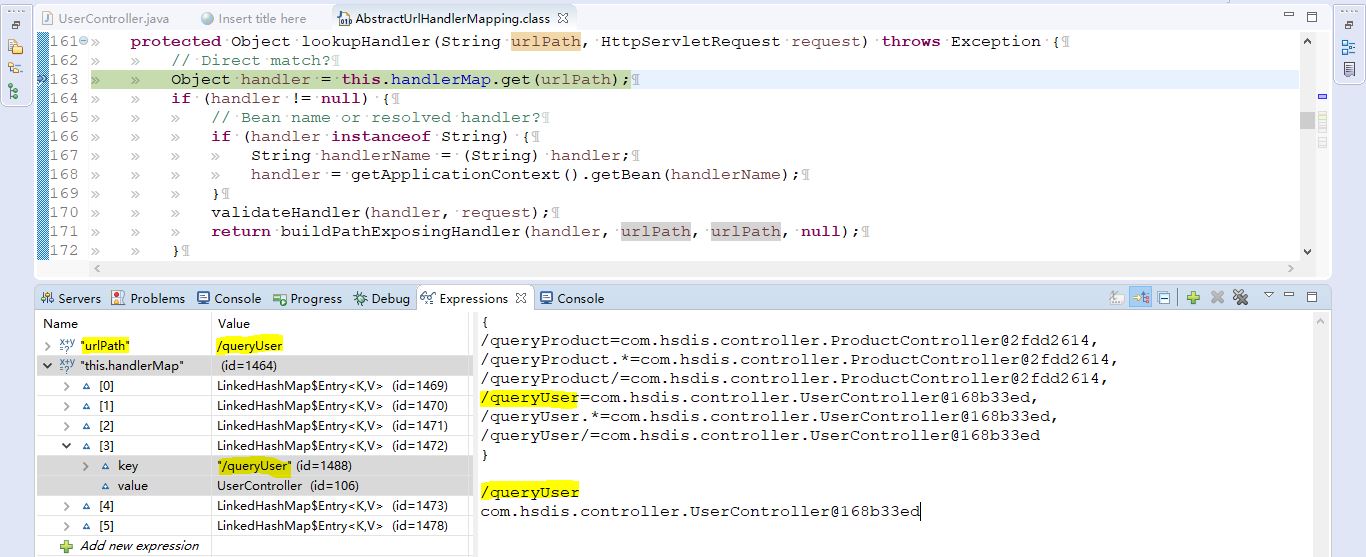 UserController.java Insert title here AbstractUrlHandlerMapping.class
161 protected Object lookupHandler(String urlPath, HttpServletRequest request) throws Exception {
162 // Direct match?
163 Object handler = this.handlerMap.get(urlPath);
164 if (handler != null) {
165 // Bean name or resolved handler?
166 if (handler instanceof String) {
167 String handlerName = (String) handler;
168 handler = getApplicationContext().getBean(handlerName);
169 }
170 validateHandler(handler, request);
171 return buildPathExposingHandler(handler, urlPath, urlPath, null);
172 }
Servers Problems Console Progress Debug Expressions Console
Name Value
"urlPath" /queryUser
"this.handlerMap" (id=1464)
[0] LinkedHashMap$Entry<K,V> (id=1469)
[1] LinkedHashMap$Entry<K,V> (id=1470)
[2] LinkedHashMap$Entry<K,V> (id=1471)
[3] LinkedHashMap$Entry<K,V> (id=1472)
key "/queryUser" (id=1488)
value UserController (id=106)
[4] LinkedHashMap$Entry<K,V> (id=1473)
[5] LinkedHashMap$Entry<K,V> (id=1478)
Add new expression
{
/queryProduct=com.hsdis.controller.ProductController@2fdd2614,
/queryProduct.*=com.hsdis.controller.ProductController@2fdd2614,
/queryProduct/=com.hsdis.controller.ProductController@2fdd2614,
/queryUser=com.hsdis.controller.UserController@168b33ed,
/queryUser.*=com.hsdis.controller.UserController@168b33ed,
/queryUser/=com.hsdis.controller.UserController@168b33ed
}
/queryUser
com.hsdis.controller.UserController@168b33ed